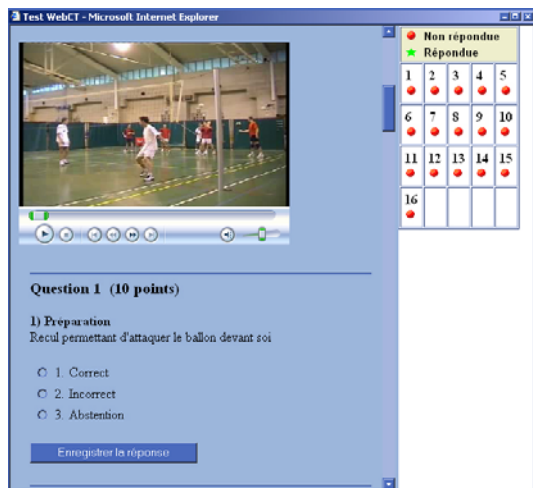 Test WebCT - Microsoft Internet Explorer
Non répondue
Répondue
1 2 3 4 5
6 7 8 9 10
11 12 13 14 15
16
Question 1 (10 points)
1) Préparation
Recul permettant d'attaquer le ballon devant soi
1. Correct
2. Incorrect
3. Abstention
Enregistrer la réponse